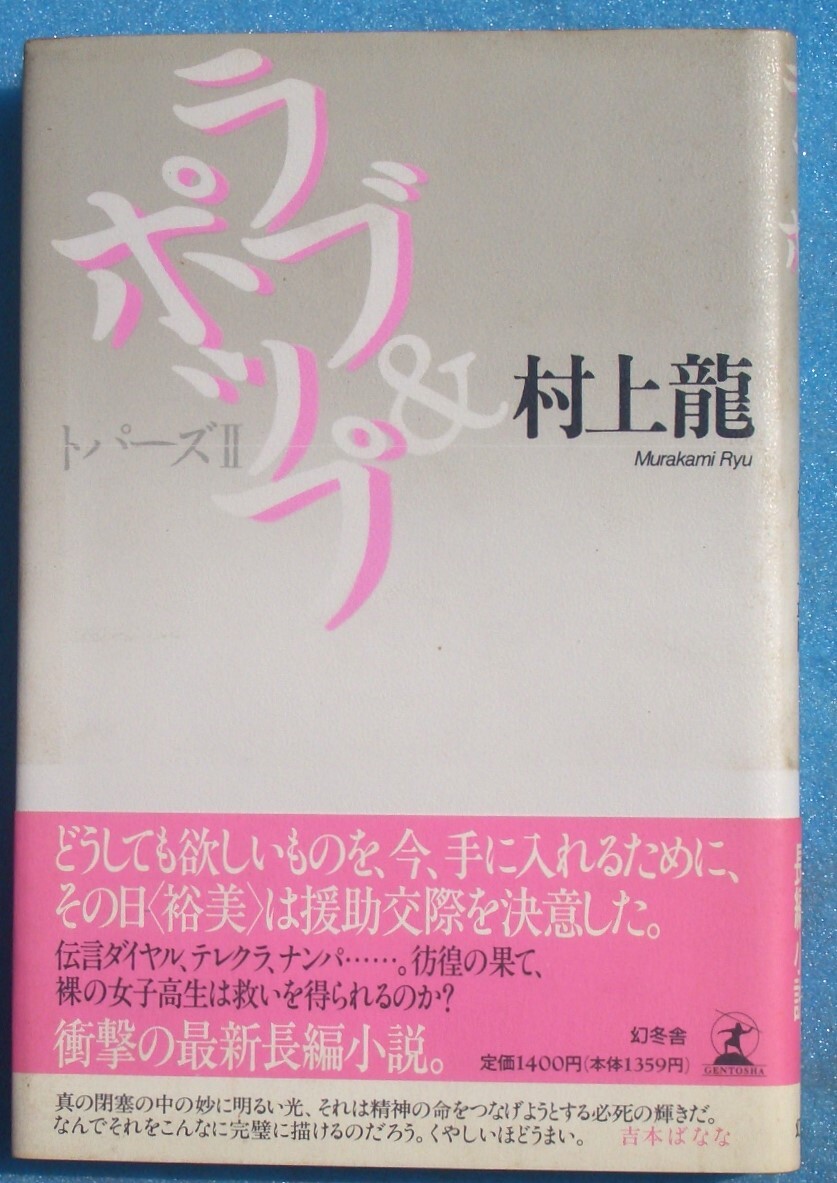 ラブ
&
ポップ
トパーズⅡ
村上龍
Murakami Ryu
どうしても欲しいものを、今、手に入れるために、
その日〈裕美〉は援助交際を決意した。
伝言ダイヤル、テレクラ、ナンパ……。彷徨の果て、
裸の女子高生は救いを得られるのか?
衝撃の最新長編小説。
幻冬舎
定価1400円(本体1359円)
GENTOSHA
真の閉塞の中の妙に明るい光、それは精神の命をつなげようとする必死の輝きだ。
なんでそれをこんなに完璧に描けるのだろう。くやしいほどうまい。
吉本ばなな
長編小説